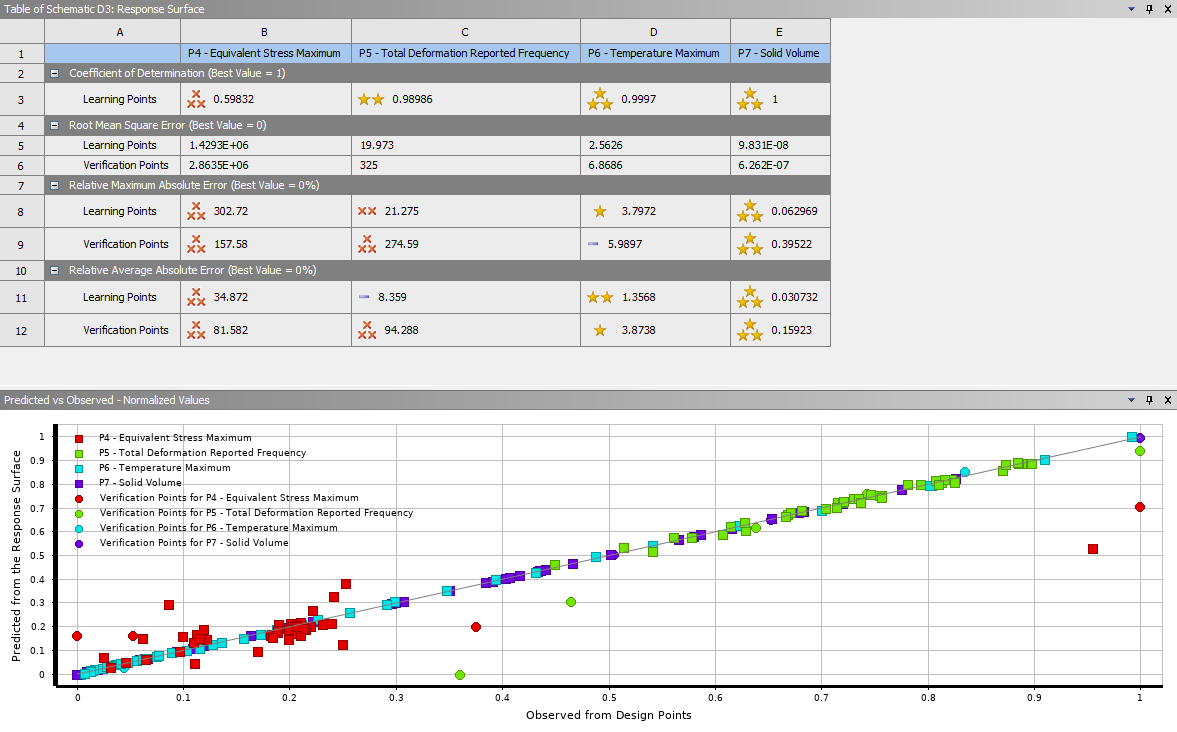 Table of Schematic D3: Response Surface
A B C D E
1 P4 - Equivalent Stress Maximum P5 - Total Deformation Reported Frequency P6 - Temperature Maximum P7 - Solid Volume
2 Coefficient of Determination (Best Value = 1)
3 Learning Points 0.59832 0.98986 0.9997 1
4 Root Mean Square Error (Best Value = 0)
5 Learning Points 1.4293E+06 19.973 2.5626 9.831E-08
6 Verification Points 2.8635E+06 325 6.8686 6.262E-07
7 Relative Maximum Absolute Error (Best Value = 0%)
8 Learning Points 302.72 21.275 3.7972 0.062969
9 Verification Points 157.58 274.59 5.9897 0.39522
10 Relative Average Absolute Error (Best Value = 0%)
11 Learning Points 34.872 8.359 1.3568 0.030732
12 Verification Points 81.582 94.288 3.8738 0.15923
Predicted vs Observed - Normalized Values
P4 - Equivalent Stress Maximum
P5 - Total Deformation Reported Frequency
P6 - Temperature Maximum
P7 - Solid Volume
Verification Points for P4 - Equivalent Stress Maximum
Verification Points for P5 - Total Deformation Reported Frequency
Verification Points for P6 - Temperature Maximum
Verification Points for P7 - Solid Volume
Predicted from the Response Surface
1
0.9
0.8
0.7
0.6
0.5
0.4
0.3
0.2
0.1
0
0 0.1 0.2 0.3 0.4 0.5 0.6 0.7 0.8 0.9 1
Observed from Design Points